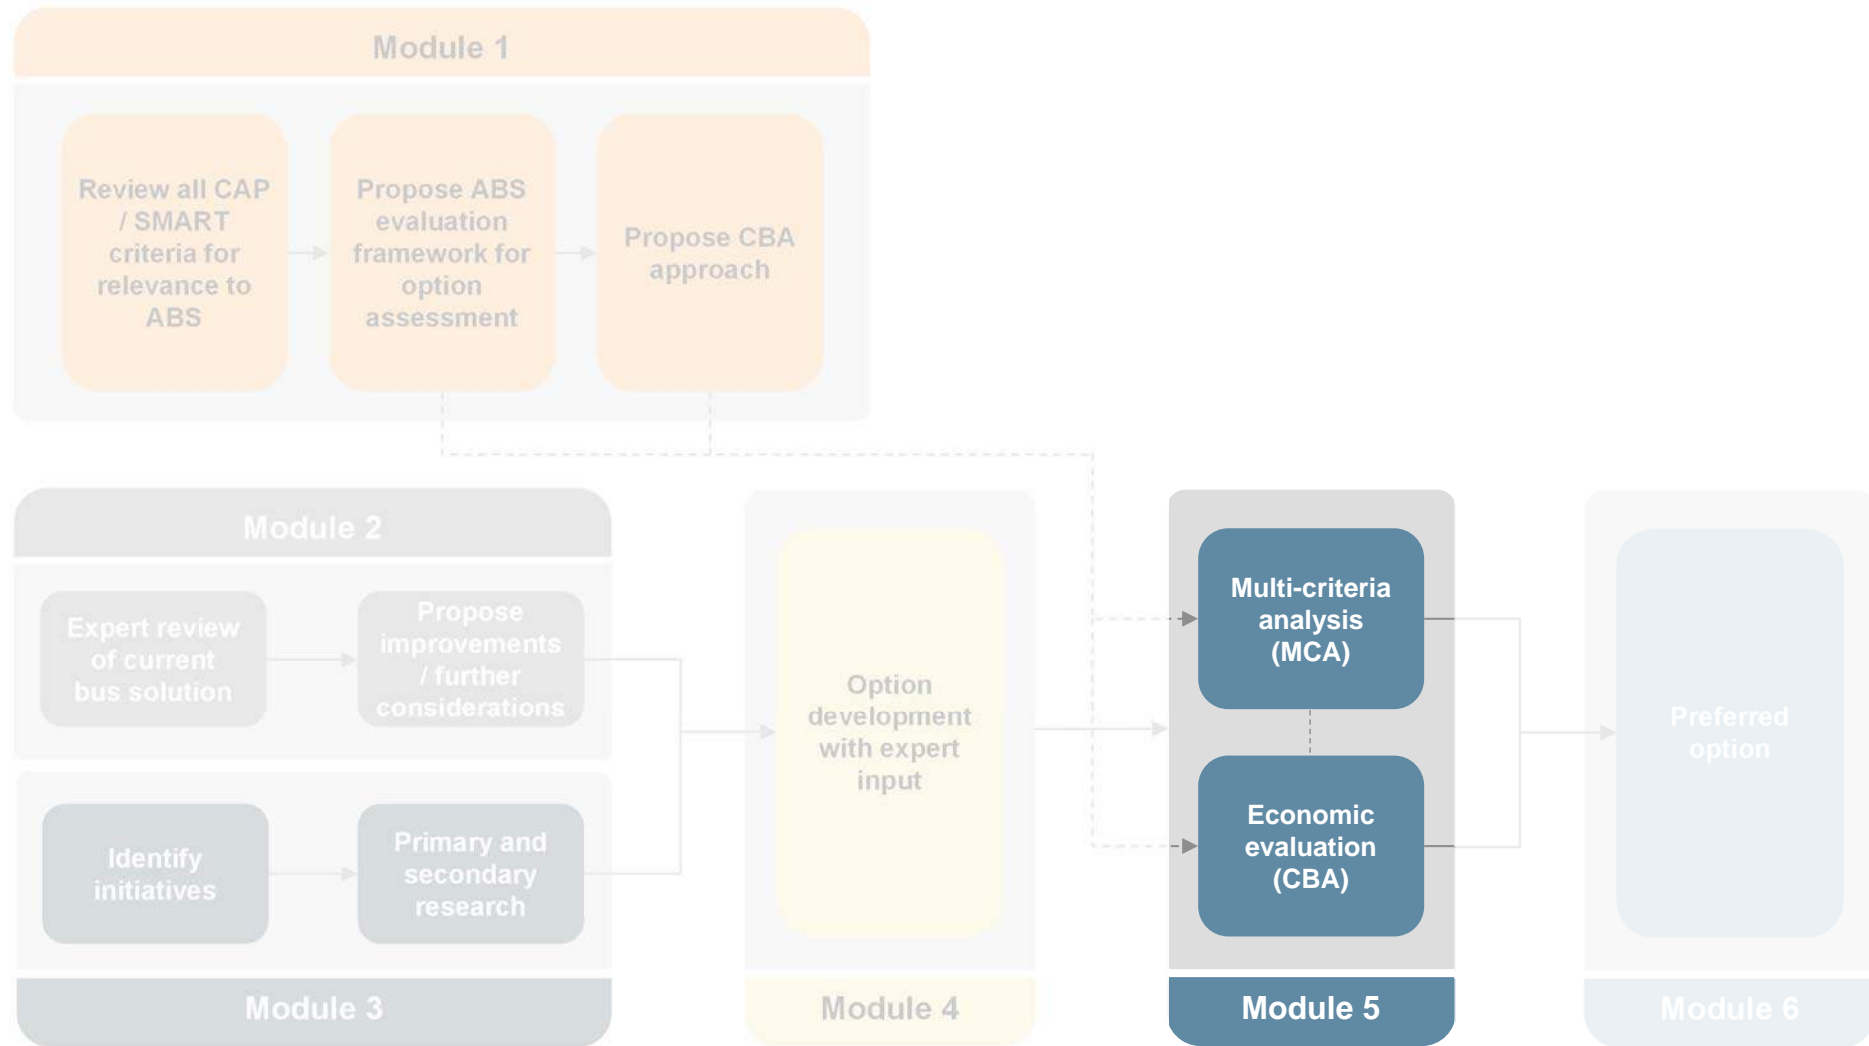 Module 1
Review all CAP
/ SMART
criteria for
relevance to
ABS
Propose ABS
evaluation
framework for
option
assessment
Propose CBA
approach
Module 2
Expert review
of current
bus solution
Propose
improvements
/ further
considerations
Identify
initiatives
Primary and
secondary
research
Module 3
Option
development
with expert
input
Module 4
Multi-criteria
analysis
(MCA)
Economic
evaluation
(CBA)
Module 5
Preferred
option
Module 6